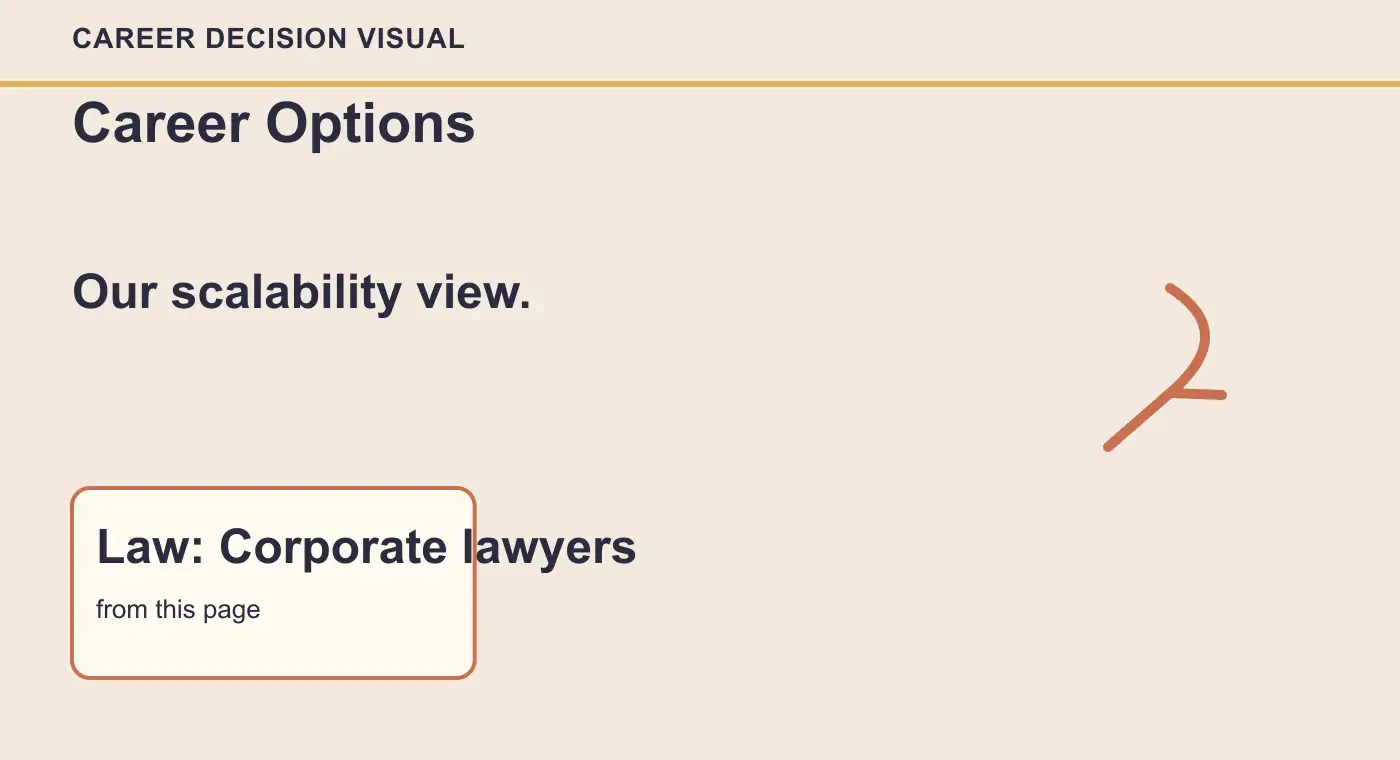 CAREER DECISION VISUAL
Career Options
Our scalability view.
Law: Corporate lawyers
from this page